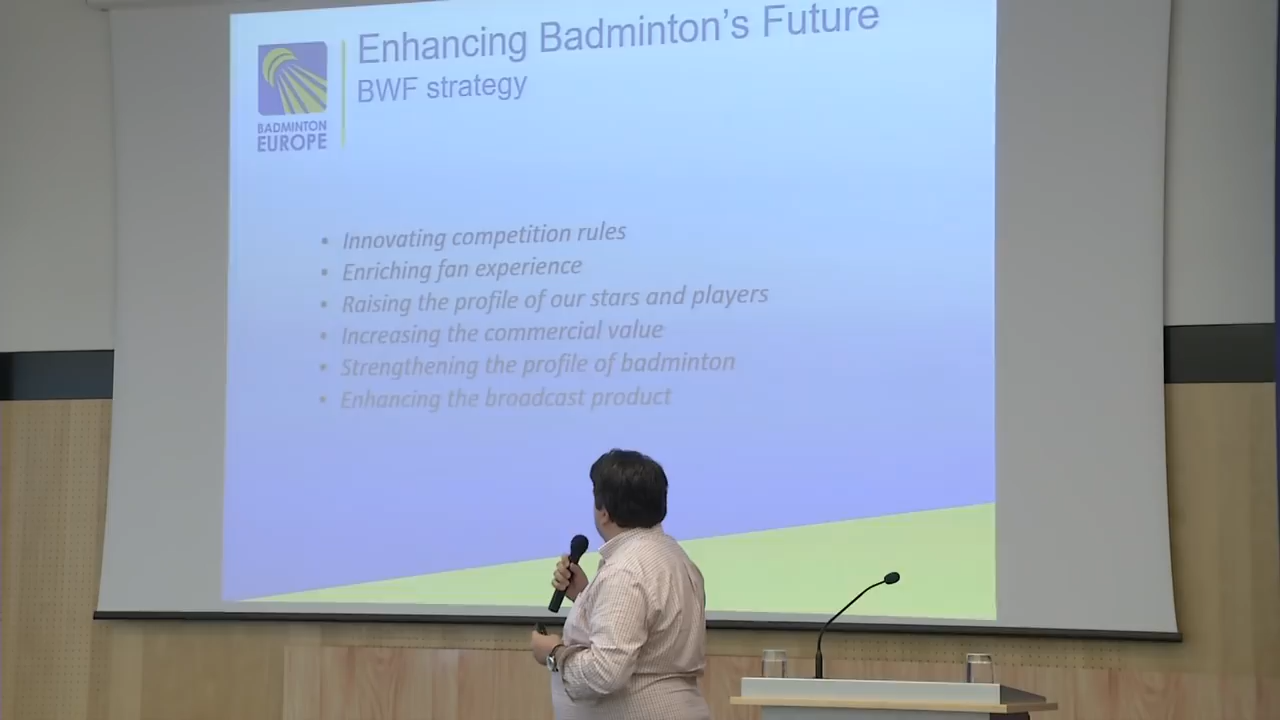 Enhancing Badminton's Future
BWF strategy
BADMINTON
EUROPE
• Innovating competition rules
• Enriching fan experience
• Raising the profile of our stars and players
• Increasing the commercial value
• Strengthening the profile of badminton
• Enhancing the broadcast product